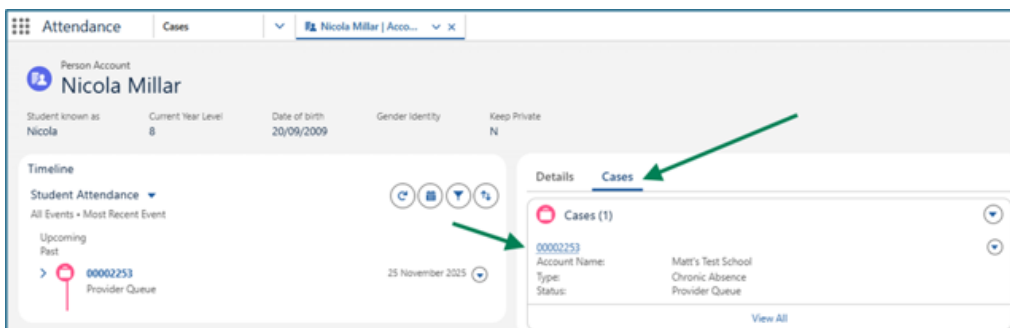 Attendance
Cases
Nicola Millar | Acco...
Person Account
Nicola Millar
Student known as
Current Year Level
Date of birth
Gender Identity
Keep Private
Nicola
8
20/09/2009
N
Timeline
Student Attendance
All Events • Most Recent Event
Upcoming
Past
00002253
25 November 2025
Provider Queue
Details
Cases
Cases (1)
00002253
Account Name: Matt's Test School
Type: Chronic Absence
Status: Provider Queue
View All